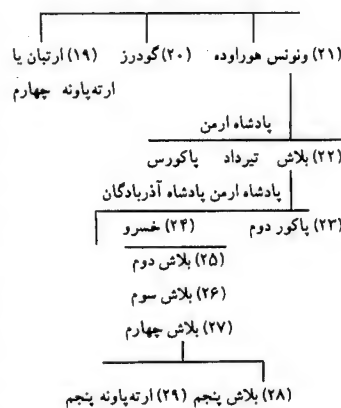 (۲۱) ونونس هوراوده (۲۰) گودرز (۱۹) ارتبان یا
ارته‌پاونه چهارم
پادشاه ارمن
(۲۲) بلاش تیرداد پاکورس
پادشاه ارمن پادشاه آذربادگان
(۲۳) پاکور دوم (۲۴) خسرو
(۲۵) بلاش دوم
(۲۶) بلاش سوم
(۲۷) بلاش چهارم
(۲۸) بلاش پنجم (۲۹) ارته‌پاونه پنجم